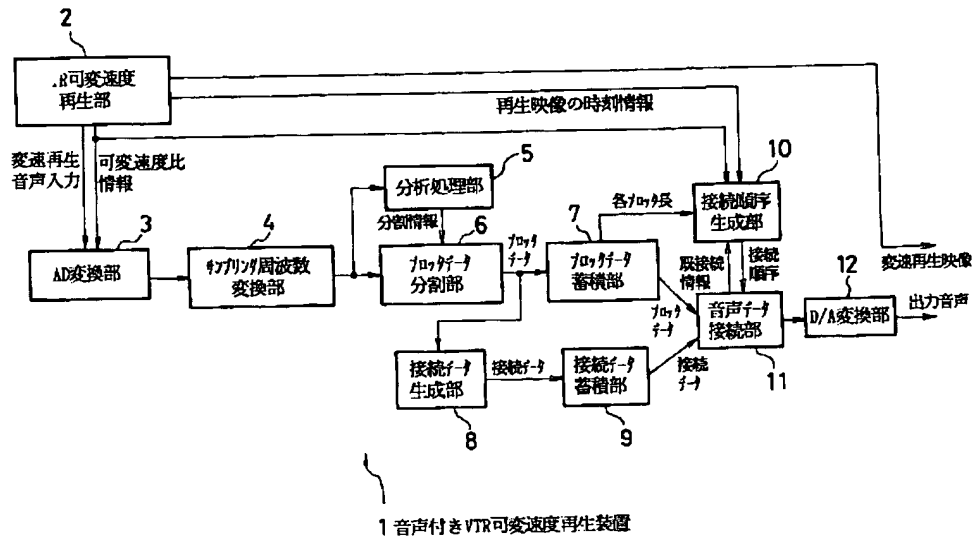 2
.R可変速度
再生部
再生映像の時刻情報
変速再生
音声入力
可変速度比
情報
5
分析処理部
分割情報
10
接続順序
生成部
各ブロック長
3
AD変換部
4
サンプリング周波数
変換部
6
ブロックデータ
分割部
ブロック
データ
7
ブロックデータ
蓄積部
既接続
情報
接続
順序
変速再生映像
ブロック
データ
音声データ
接続部
11
12
D/A変換部
出力音声
接続データ
生成部
8
接続データ
接続データ
蓄積部
9
接続
データ
1 音声付きVTR可変速度再生装置